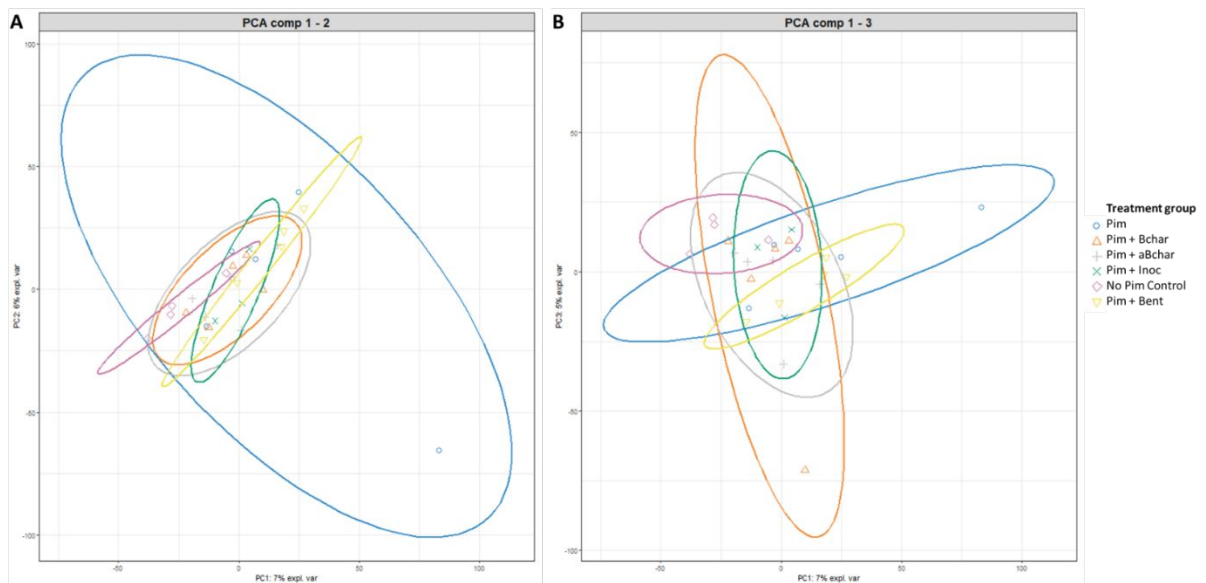 A
PCA comp 1 - 2
100
50
0
-50
-100
PC2: 6% expl. var
-50
0
50
100
PC1: 7% expl. var
B
PCA comp 1 - 3
50
0
-50
-100
PC3: 5% expl. var
-50
0
50
100
PC1: 7% expl. var
Treatment group
Pim
Pim + Bchar
Pim + aBchar
Pim + Inoc
No Pim Control
Pim + Bent